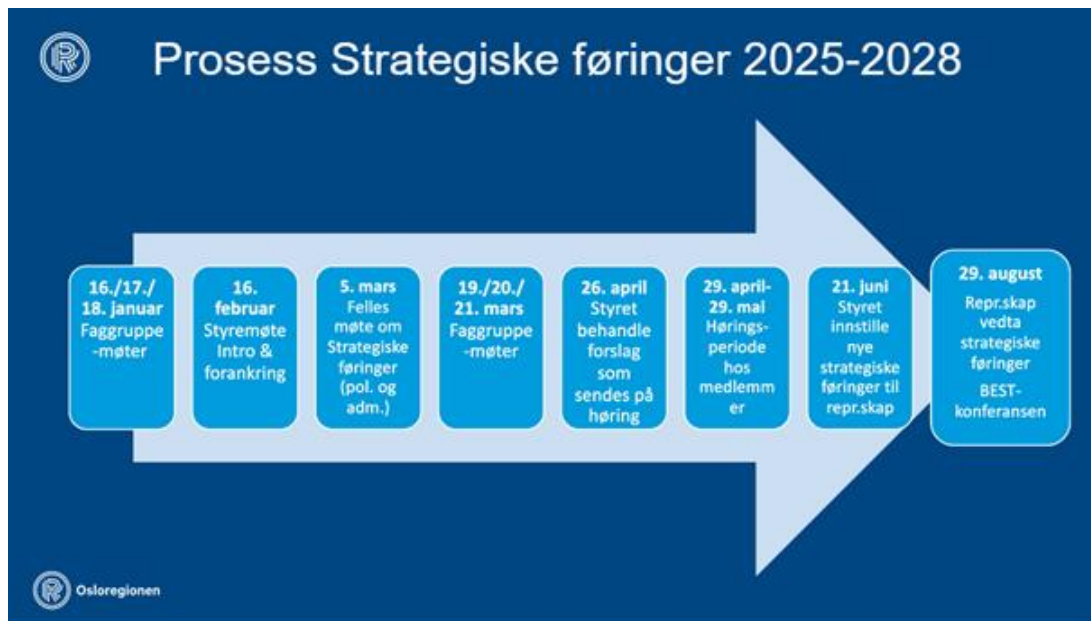 Prosess Strategiske føringer 2025-2028
16./17./
18. januar
Faggruppe
-møter
16.
februar
Styremøte
Intro &
forankring
5. mars
Felles
møte om
Strategiske
føringer
(pol. og
adm.)
19./20./
21. mars
Faggruppe
-møter
26. april
Styret
behandle
forslag
som
sendes på
høring
29. april-
29. mai
Hørings-
periode
hos
medlemm
er
21. juni
Styret
innstille
nye
strategiske
føringer til
repr.skap
29. august
Repr.skap
vedta
strategiske
føringer
BEST-
konferansen
Osloregionen